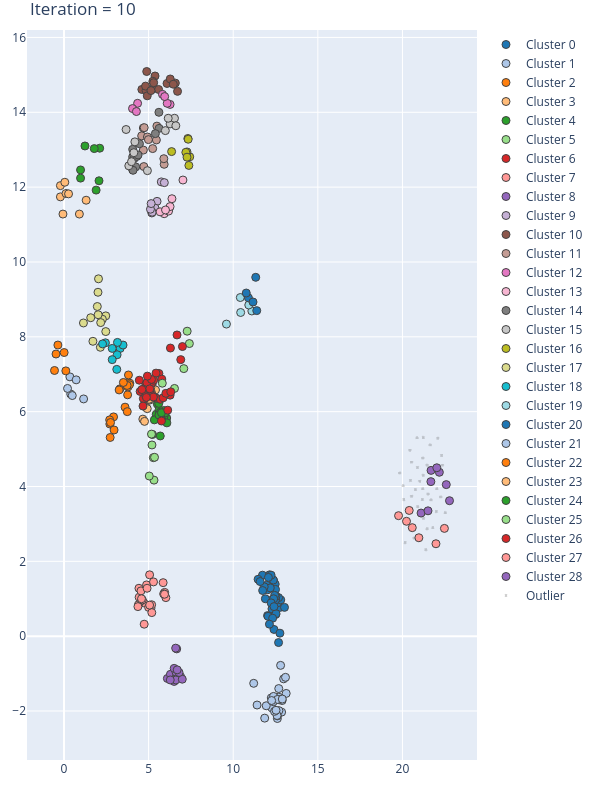 Iteration = 10
16
14
12
10
8
6
4
2
0
−2
0
5
10
15
20
Cluster 0
Cluster 1
Cluster 2
Cluster 3
Cluster 4
Cluster 5
Cluster 6
Cluster 7
Cluster 8
Cluster 9
Cluster 10
Cluster 11
Cluster 12
Cluster 13
Cluster 14
Cluster 15
Cluster 16
Cluster 17
Cluster 18
Cluster 19
Cluster 20
Cluster 21
Cluster 22
Cluster 23
Cluster 24
Cluster 25
Cluster 26
Cluster 27
Cluster 28
Outlier